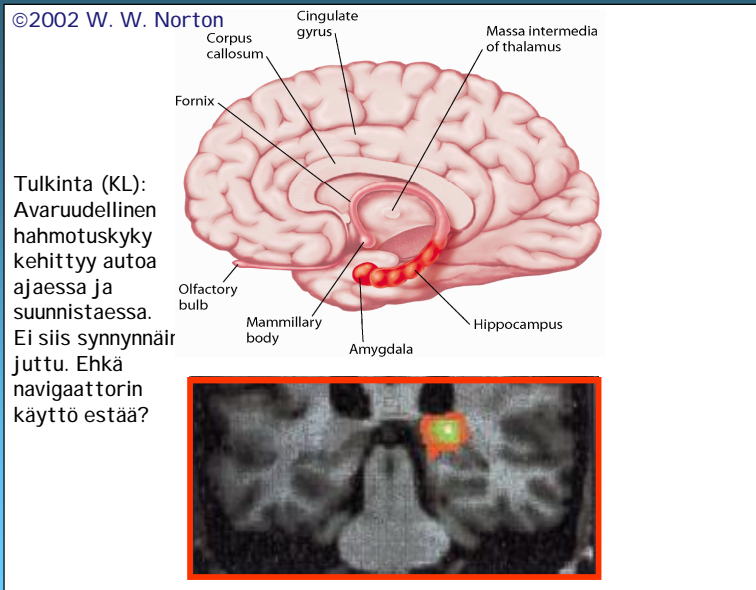 ©2002 W. W. Norton
Cingulate
gyrus
Corpus
callosum
Massa intermedia
of thalamus
Fornix
Tulkinta (KL):
Avaruudellinen
hahmotuskyky
kehittyy autoa
ajaessa ja
suunnistaessa.
Ei siis synnynnäin
juttu. Ehkä
navigaattorin
käyttö estää?
Olfactory
bulb
Mammillary
body
Amygdala
Hippocampus